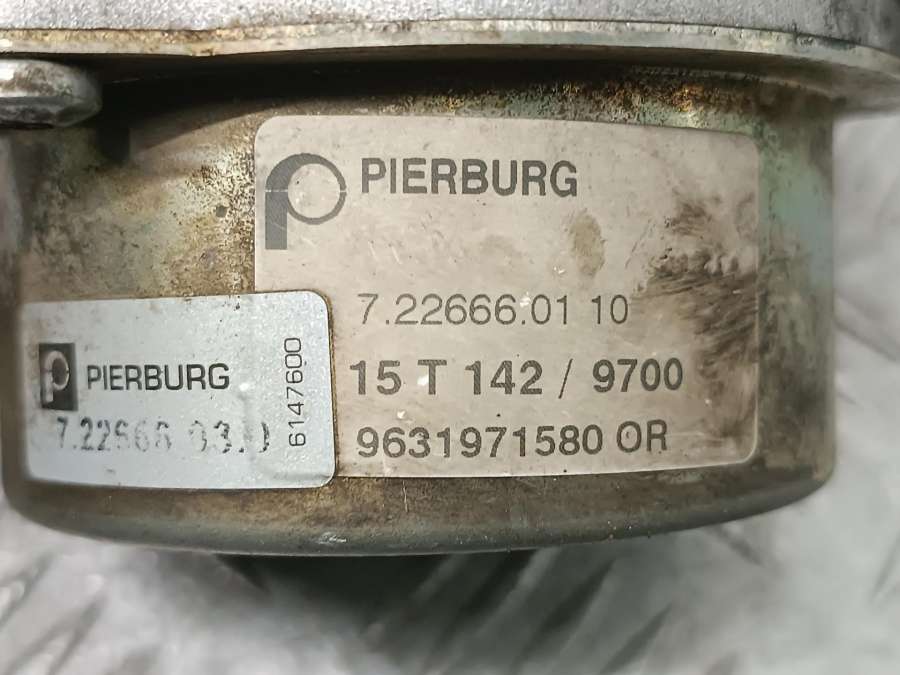 PIERBURG
7.22666.01 10
15 T 142 / 9700
9631971580 OR
PIERBURG
6147600